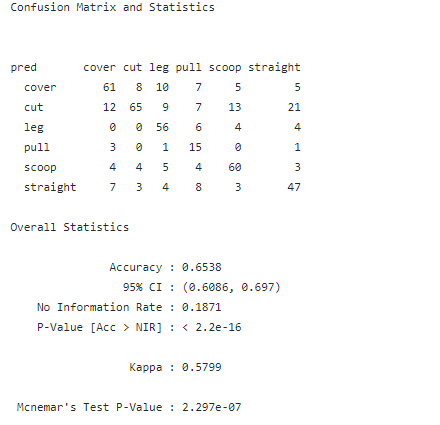 Confusion Matrix and Statistics
pred cover cut leg pull scoop straight
cover 61 8 10 7 5 5
cut 12 65 9 7 13 21
leg 0 0 56 6 4 4
pull 3 0 1 15 0 1
scoop 4 4 5 4 60 3
straight 7 3 4 8 3 47
Overall Statistics
Accuracy : 0.6538
95% CI : (0.6086, 0.697)
No Information Rate : 0.1871
P-Value [Acc > NIR] : < 2.2e-16
Kappa : 0.5799
Mcnemar's Test P-Value : 2.297e-07